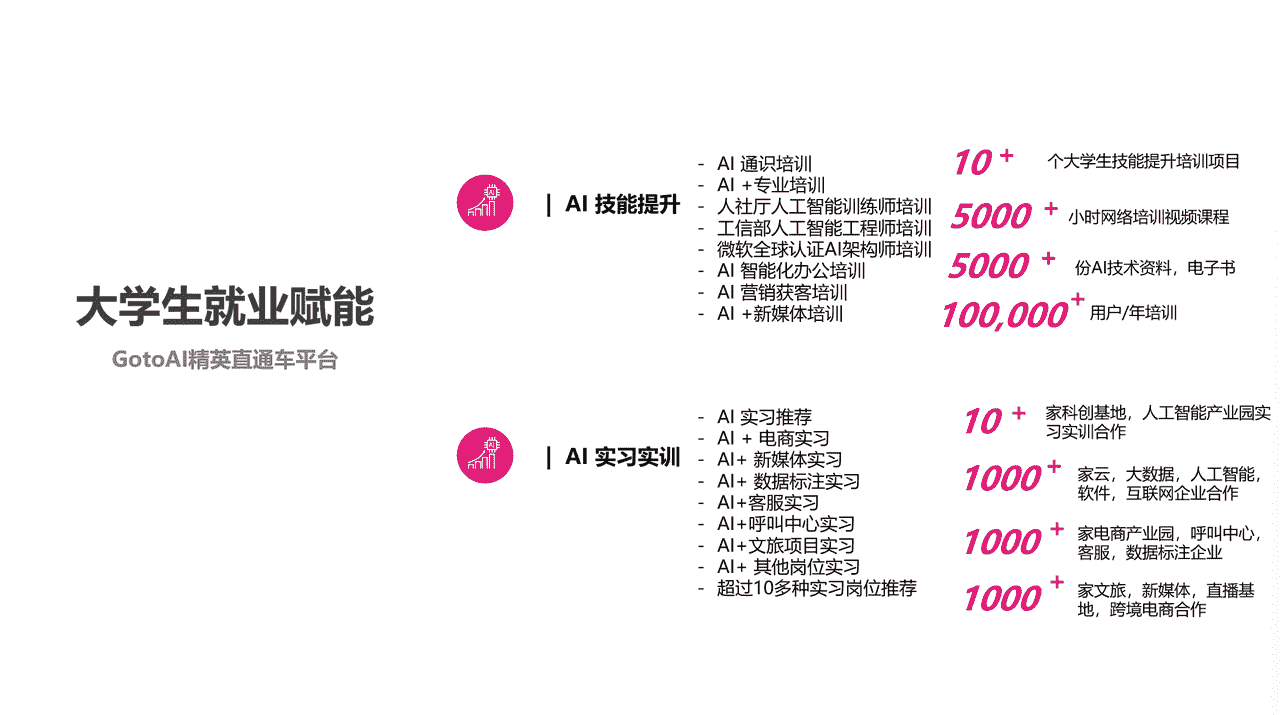 大学生就业赋能
GotoAI精英直通车平台
| AI 技能提升
- AI 通识培训
- AI +专业培训
- 人社厅人工智能训练师培训
- 工信部人工智能工程师培训
- 微软全球认证AI架构师培训
- AI 智能化办公培训
- AI 营销获客培训
- AI +新媒体培训
10 + 个大学生技能提升培训项目
5000 + 小时网络培训视频课程
5000 + 份AI技术资料，电子书
100,000 + 用户/年培训
| AI 实习实训
- AI 实习推荐
- AI + 电商实习
- AI+ 新媒体实习
- AI+ 数据标注实习
- AI+客服实习
- AI+呼叫中心实习
- AI+文旅项目实习
- AI+ 其他岗位实习
- 超过10多种实习岗位推荐
10 + 家科创基地，人工智能产业园实
习实训合作
1000 + 家云，大数据，人工智能，
软件，互联网企业合作
1000 + 家电商产业园，呼叫中心，
客服，数据标注企业
1000 + 家文旅，新媒体，直播基
地，跨境电商合作